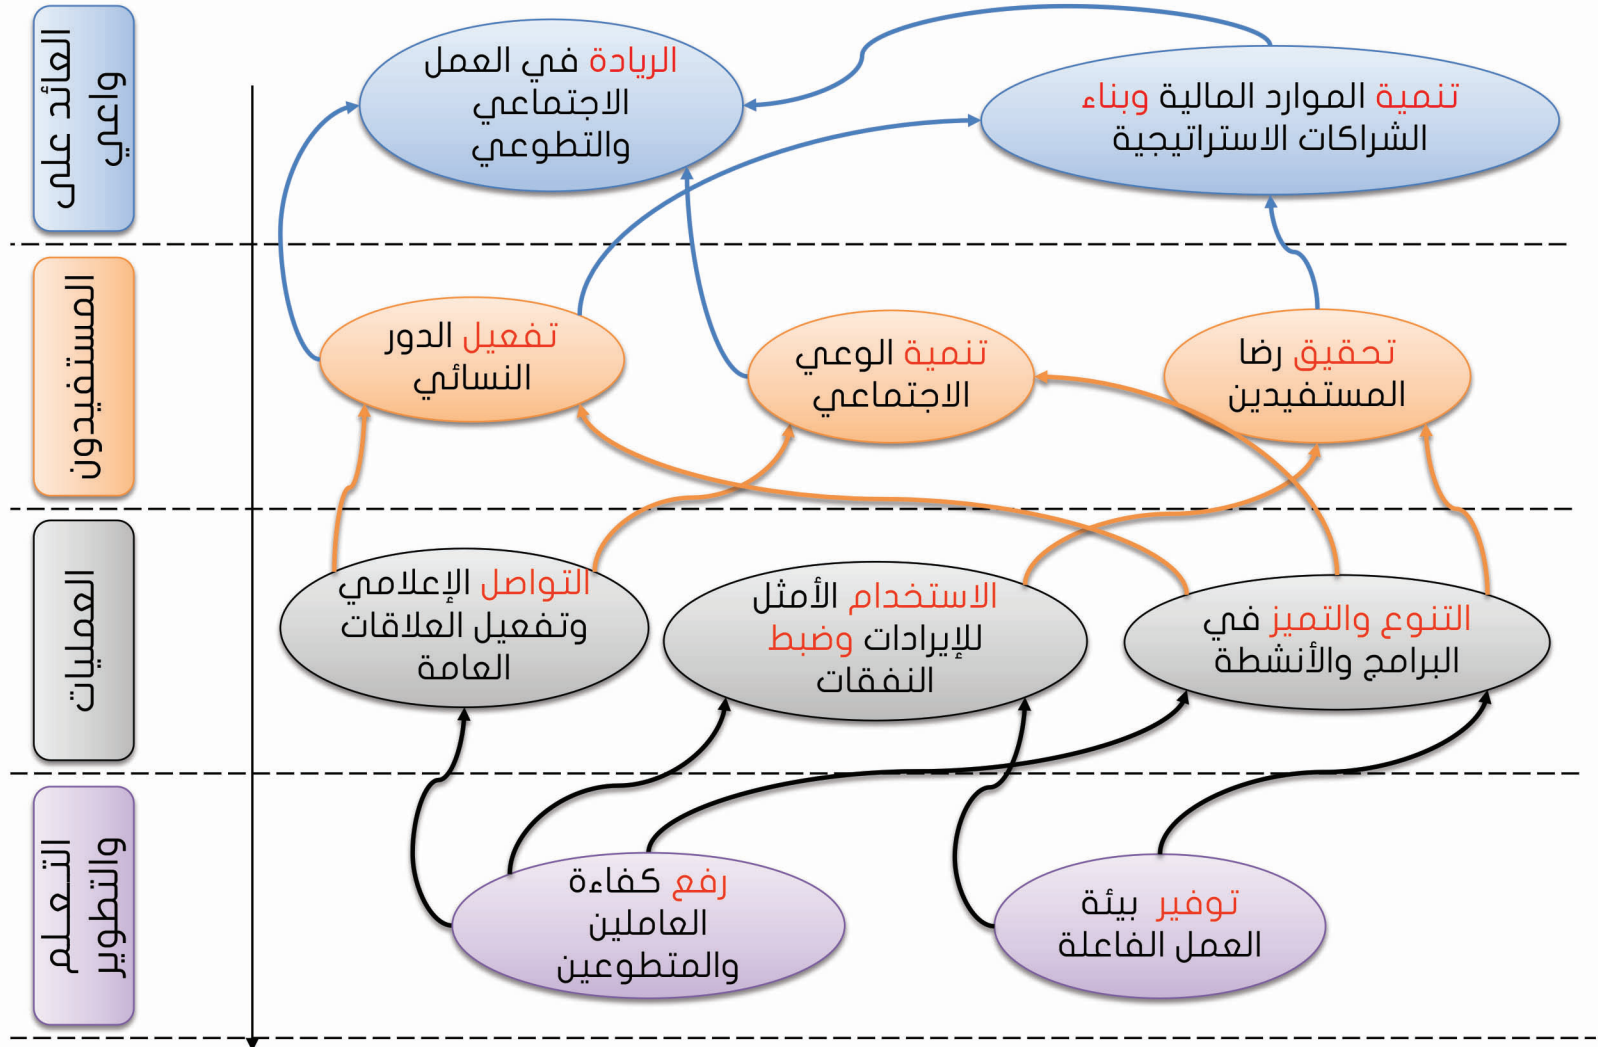 العائد على
واعي
تنمية الموارد المالية وبناء
الشراكات الاستراتيجية
الريادة في العمل
الاجتماعي
والتطوعي
المستفيدون
تحقيق رضا
المستفيدين
تنمية الوعي
الاجتماعي
تفعيل الدور
النسائي
العمليات
التنوع والتميز في
البرامج والأنشطة
الاستخدام الأمثل
للإيرادات وضبط
النفقات
التواصل الإعلامي
وتفعيل العلاقات
العامة
التعلم
والتطوير
توفير بيئة
العمل الفاعلة
رفع كفاءة
العاملين
والمتطوعين